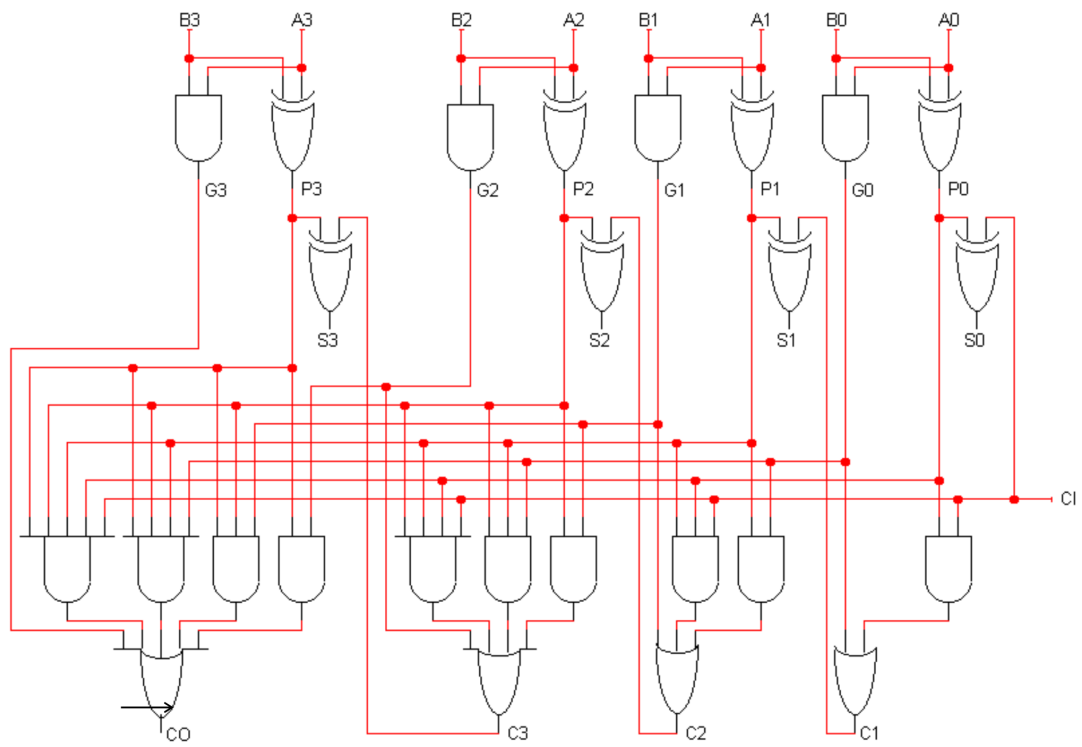 B3 A3 B2 A2 B1 A1 B0 A0
G3 P3 G2 P2 G1 P1 G0 P0
S3 S2 S1 S0
CI
CO C3 C2 C1